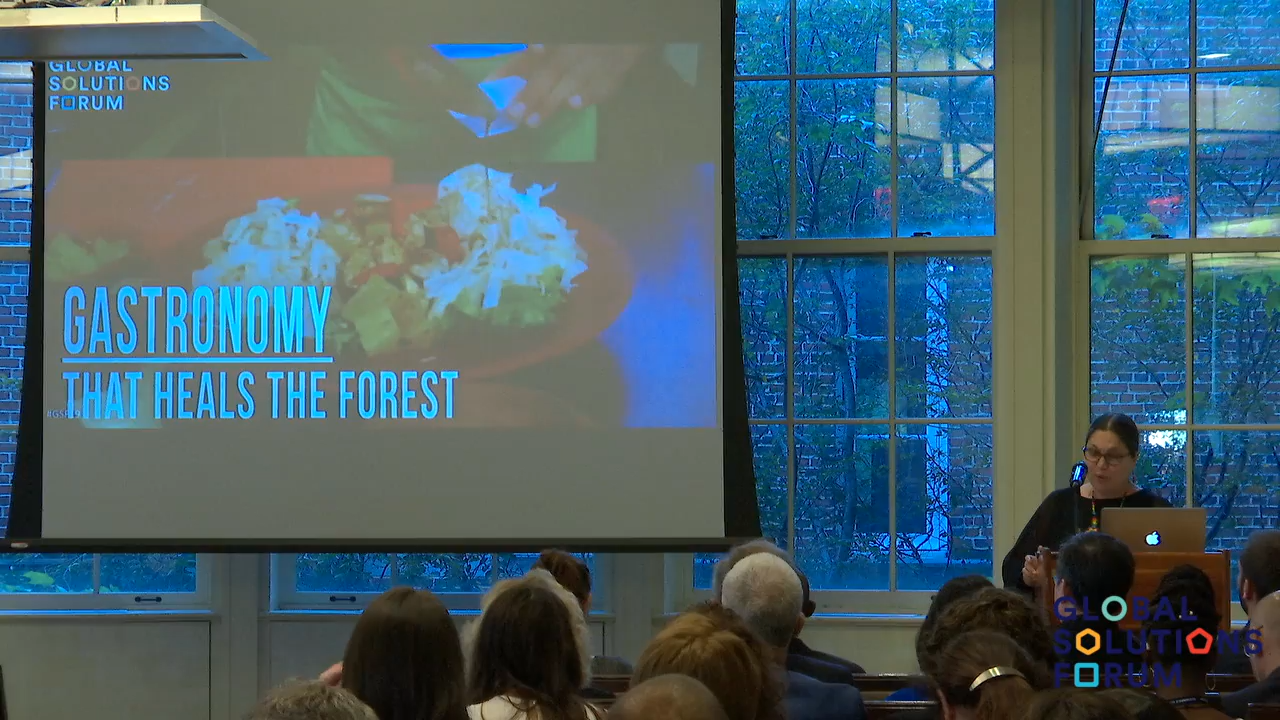 GLOBAL
SOLUTIONS
FORUM
GASTRONOMY
THAT HEALS THE FOREST
GLOBAL
SOLUTIONS
FORUM